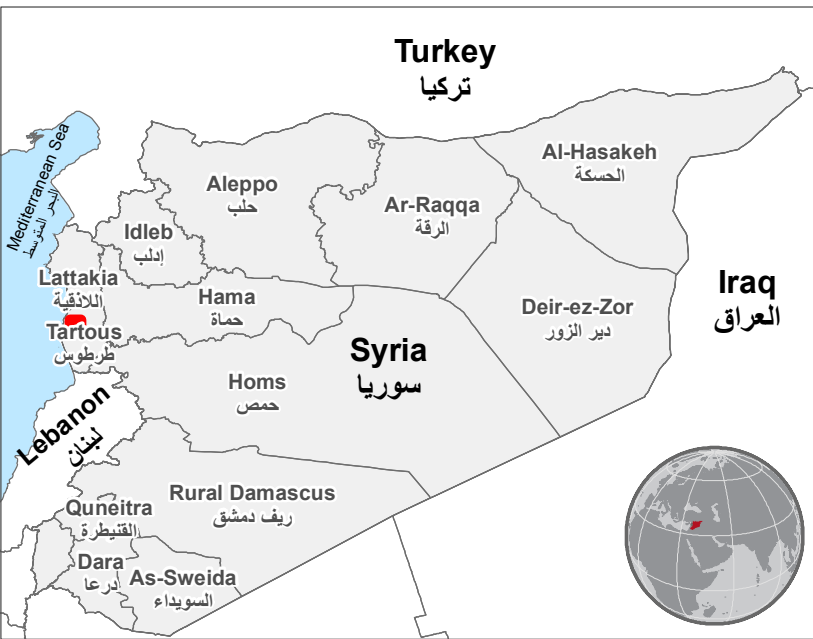 Turkey
تركيا
Mediterranean Sea
البحر المتوسط
Al-Hasakeh
الحسكة
Aleppo
حلب
Ar-Raqqa
الرقة
Idleb
إدلب
Lattakia
اللاذقية
Hama
حماة
Iraq
العراق
Deir-ez-Zor
دير الزور
Tartous
طرطوس
Syria
سوريا
Homs
حمص
Lebanon
لبنان
Rural Damascus
ريف دمشق
Quneitra
القنيطرة
Dara
درعا
As-Sweida
السويداء